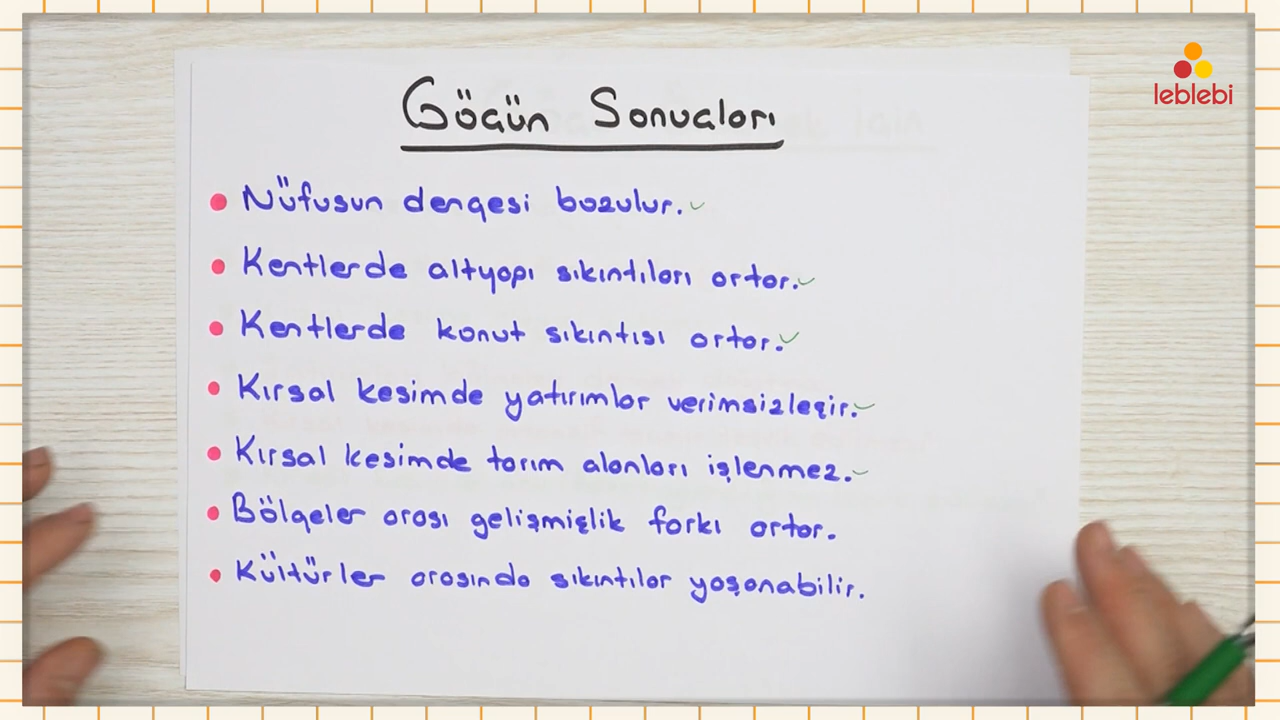 Göçün Sonuçları
leblebi
Nüfusun dengesi bozulur.
Kentlerde altyapı sıkıntıları artar.
Kentlerde konut sıkıntısı artar.
Kırsal kesimde yatırımlar verimsizleşir.
Kırsal kesimde tarım alanları işlenmez.
Bölgeler arası gelişmişlik farkı artar.
Kültürler arasında sıkıntılar yaşanabilir.